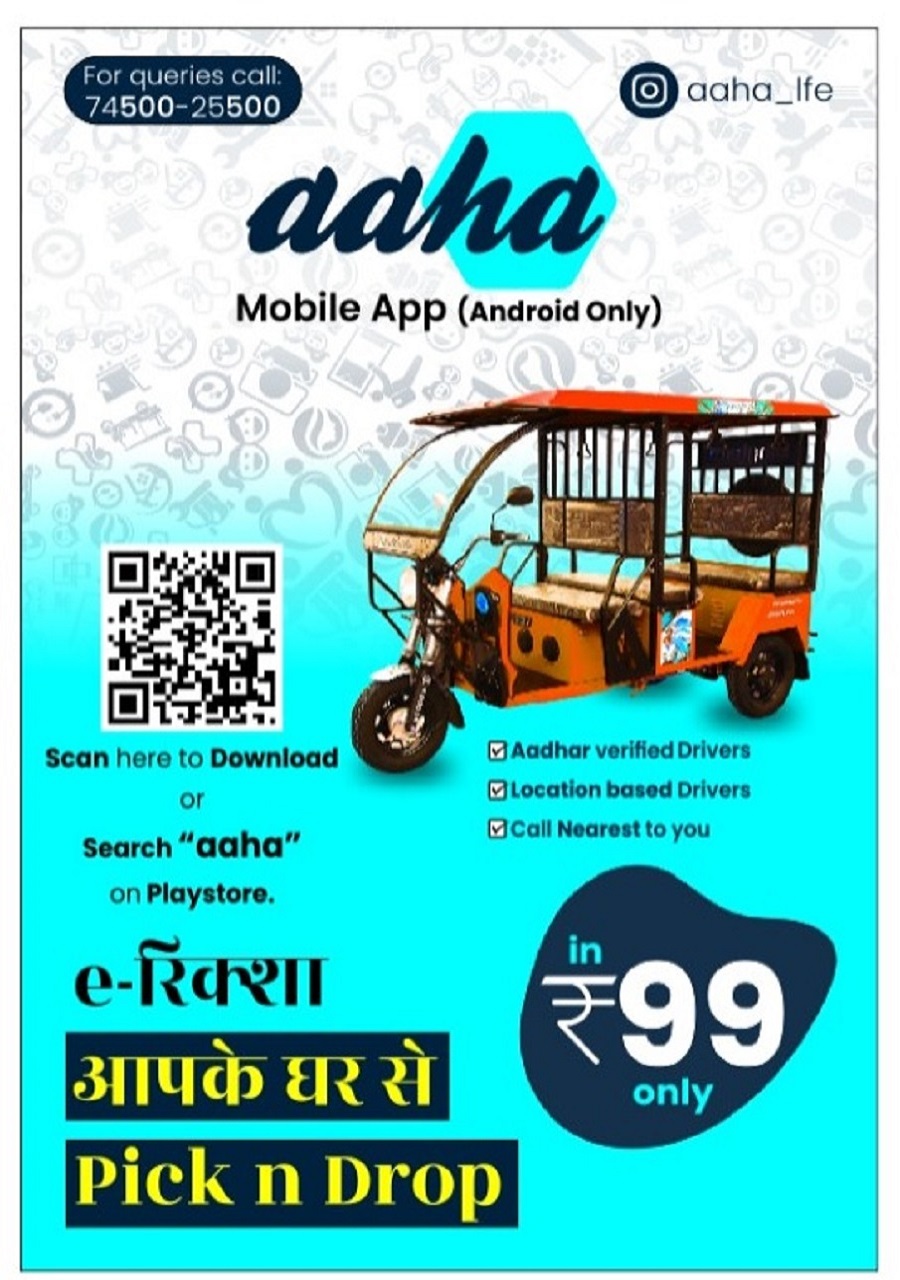 For queries call:
74500-25500
aaha_lfe
aaha
Mobile App (Android Only)
Scan here to Download
or
Search “aaha”
on Playstore.
Aadhar verified Drivers
Location based Drivers
Call Nearest to you
e-रिक्शा
आपके घर से
Pick n Drop
in
₹99
only